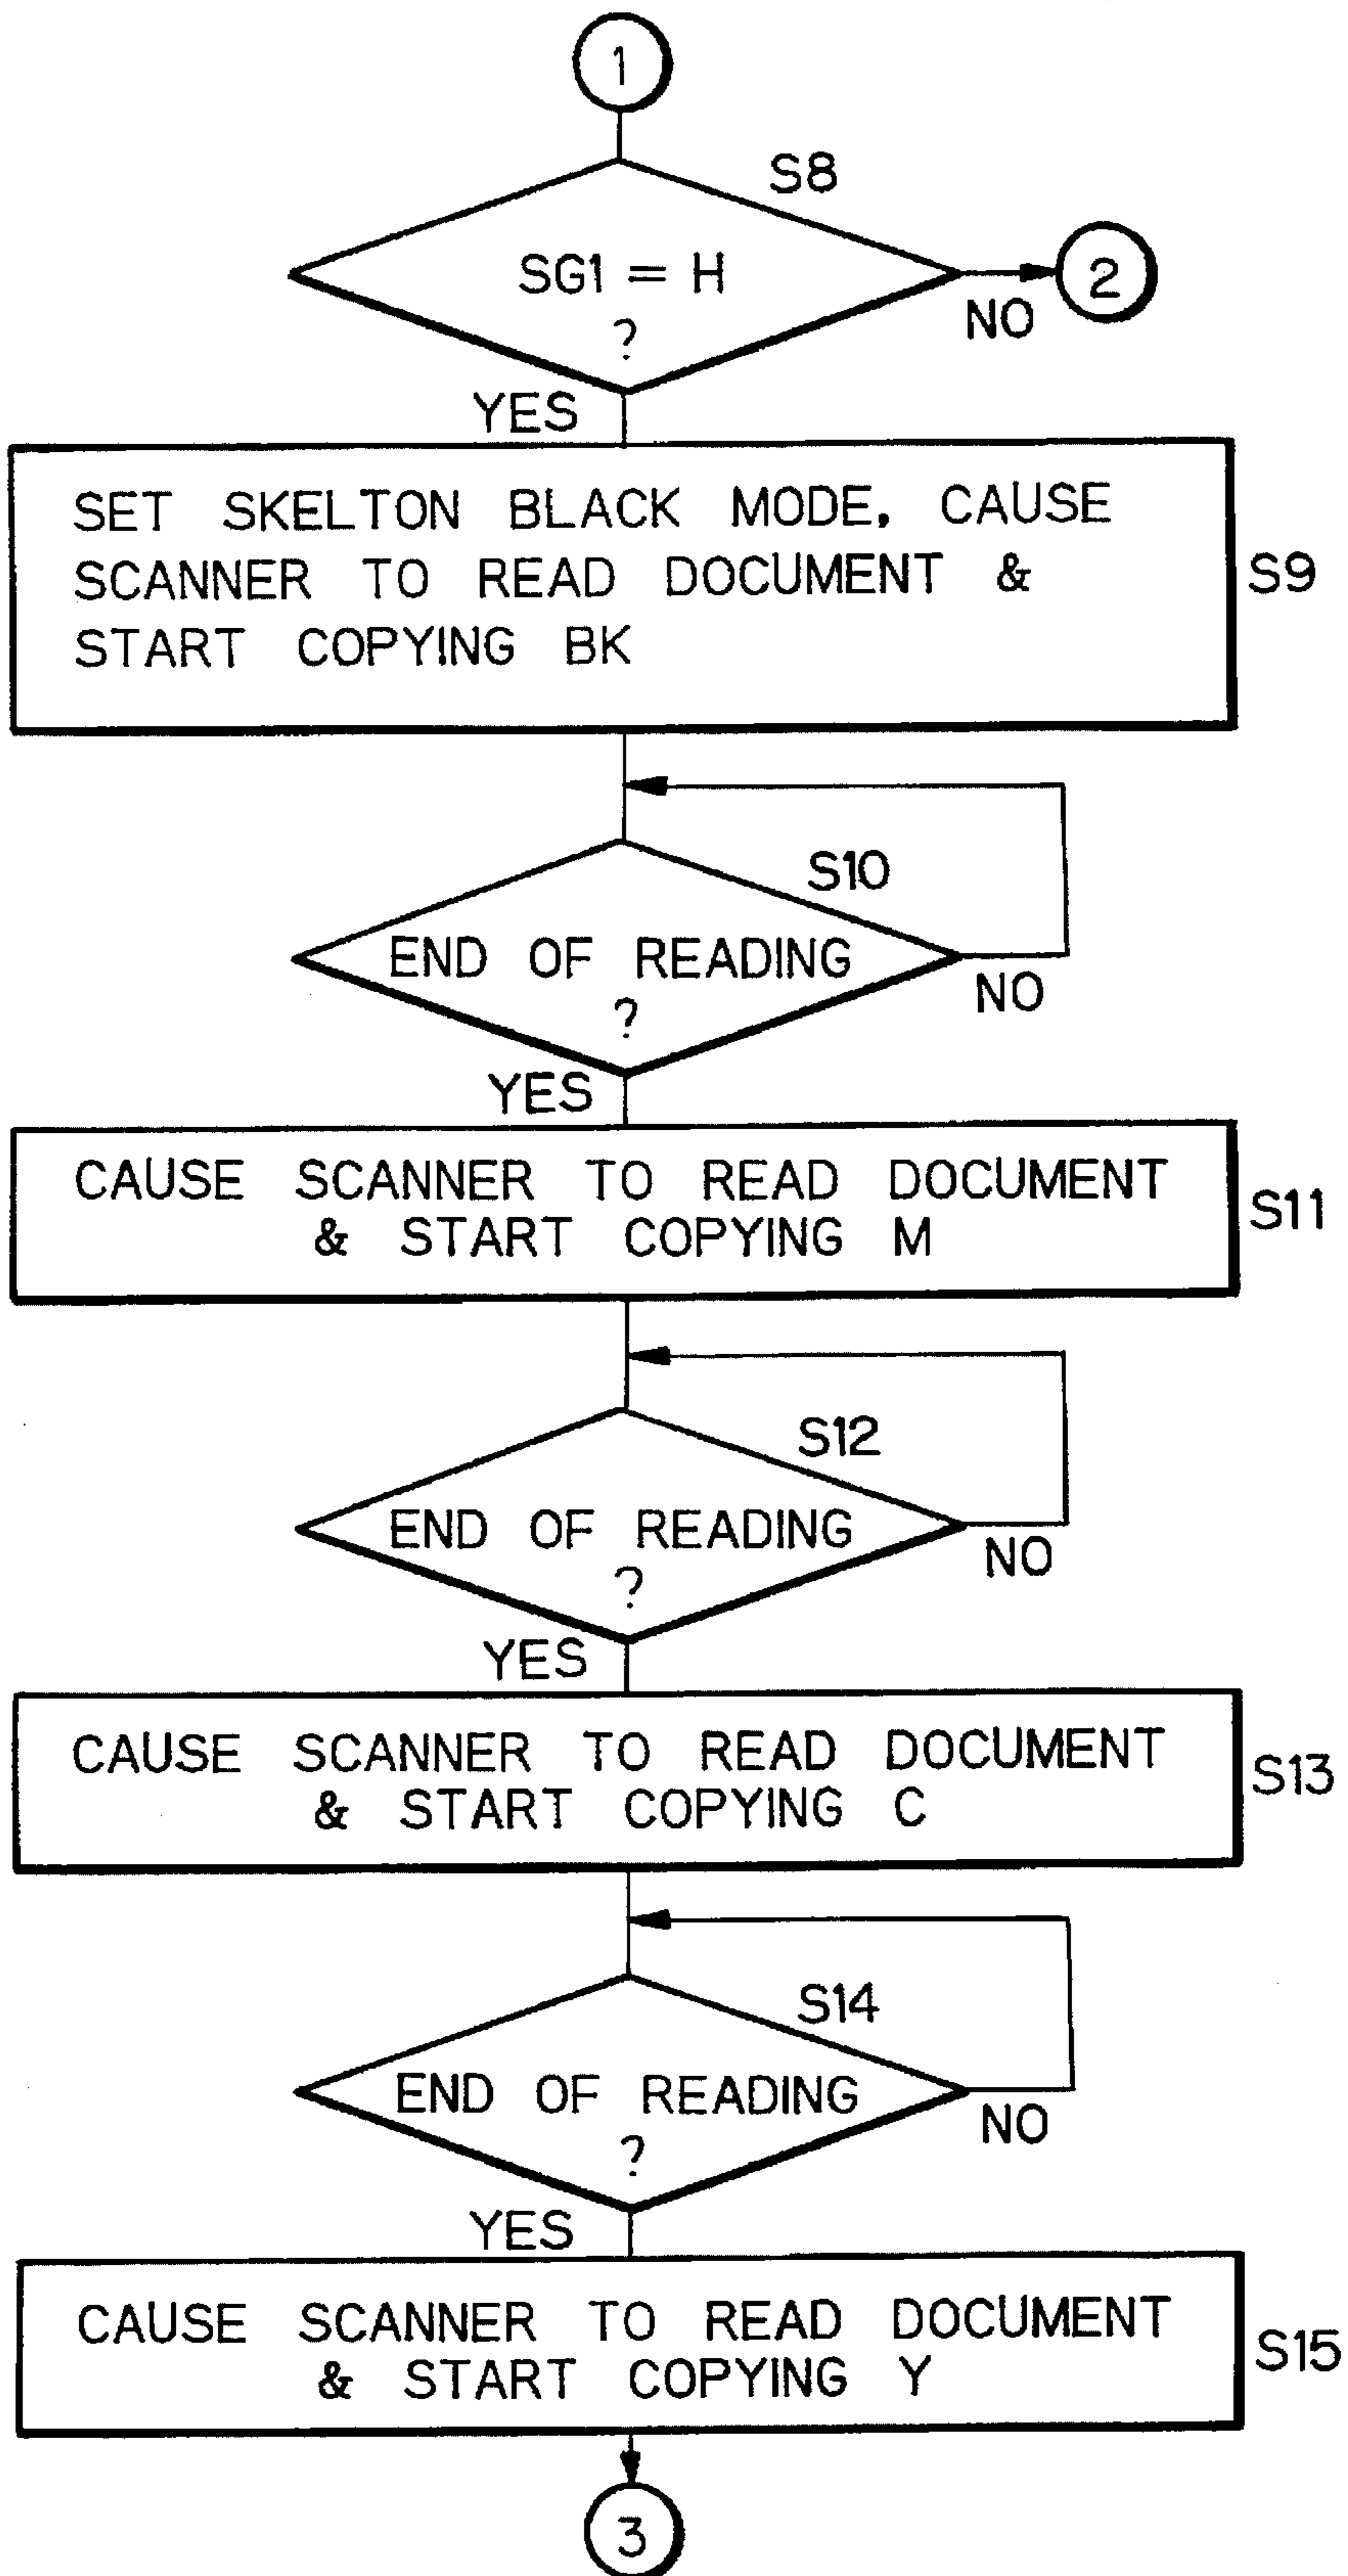 1
S8
SG1 = H
?
NO
2
YES
SET SKELTON BLACK MODE, CAUSE
SCANNER TO READ DOCUMENT &
START COPYING BK
S9
S10
END OF READING
?
NO
YES
CAUSE SCANNER TO READ DOCUMENT
& START COPYING M
S11
S12
END OF READING
?
NO
YES
CAUSE SCANNER TO READ DOCUMENT
& START COPYING C
S13
S14
END OF READING
?
NO
YES
CAUSE SCANNER TO READ DOCUMENT
& START COPYING Y
S15
3